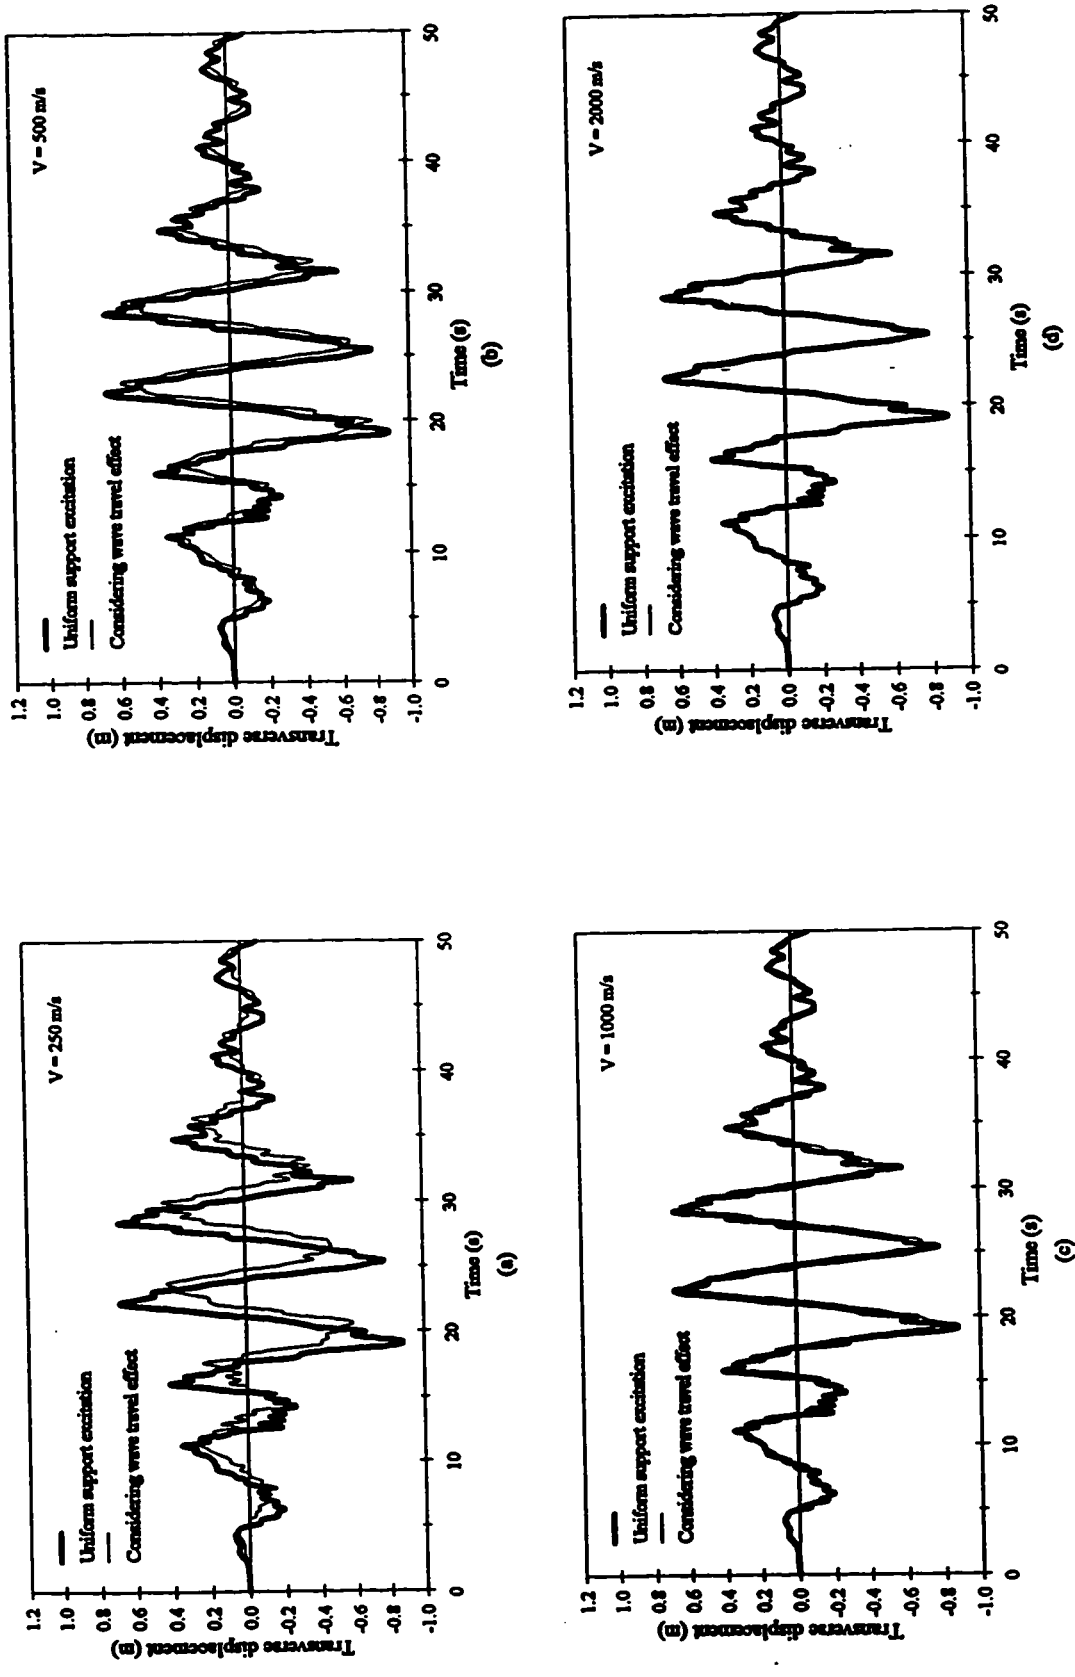 V = 250 m/s
Uniform support excitation
Considering wave travel effect
Transverse displacement (m)
1.2
1.0
0.8
0.6
0.4
0.2
0.0
-0.2
-0.4
-0.6
-0.8
-1.0
0 10 20 30 40 50
Time (s)
(a)
V = 500 m/s
Uniform support excitation
Considering wave travel effect
Transverse displacement (m)
1.2
1.0
0.8
0.6
0.4
0.2
0.0
-0.2
-0.4
-0.6
-0.8
-1.0
0 10 20 30 40 50
Time (s)
(b)
V = 1000 m/s
Uniform support excitation
Considering wave travel effect
Transverse displacement (m)
1.2
1.0
0.8
0.6
0.4
0.2
0.0
-0.2
-0.4
-0.6
-0.8
-1.0
0 10 20 30 40 50
Time (s)
(c)
V = 2000 m/s
Uniform support excitation
Considering wave travel effect
Transverse displacement (m)
1.2
1.0
0.8
0.6
0.4
0.2
0.0
-0.2
-0.4
-0.6
-0.8
-1.0
0 10 20 30 40 50
Time (s)
(d)